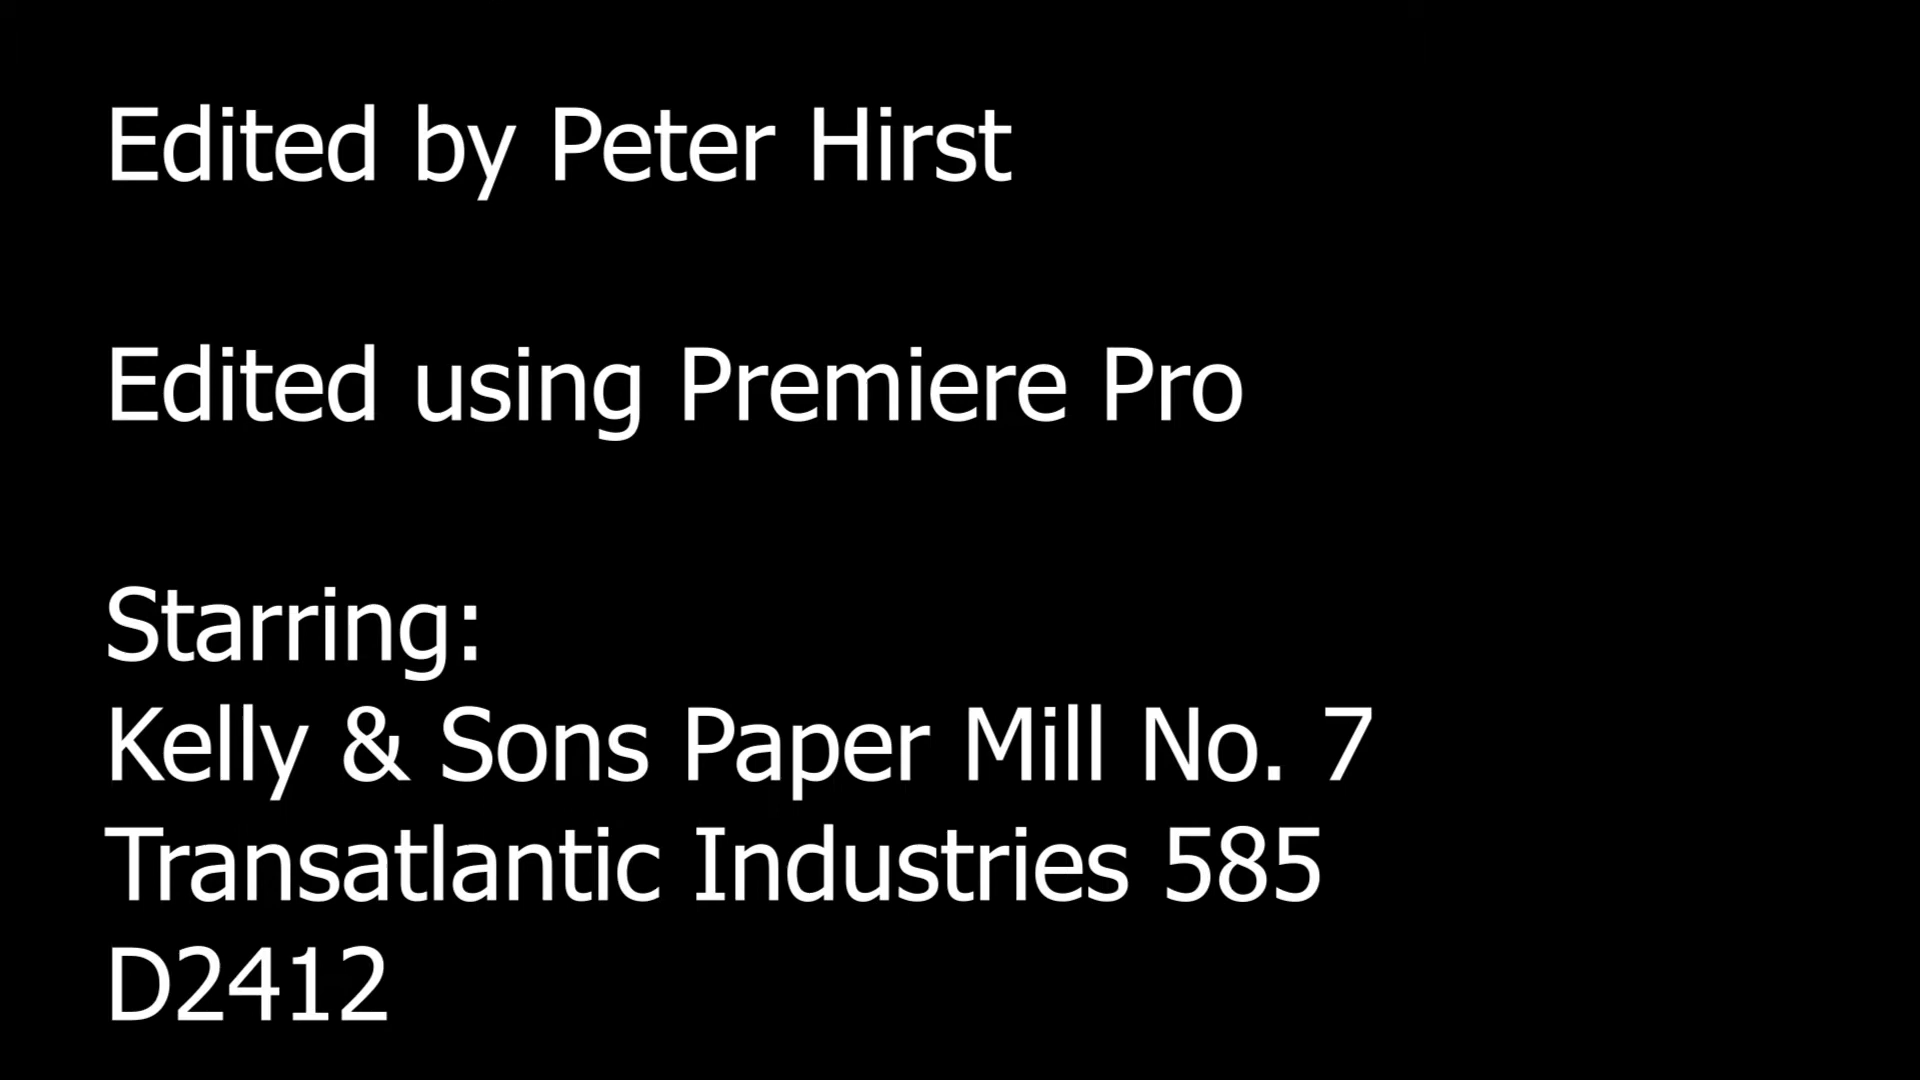 Edited by Peter Hirst
Edited using Premiere Pro
Starring:
Kelly & Sons Paper Mill No. 7
Transatlantic Industries 585
D2412